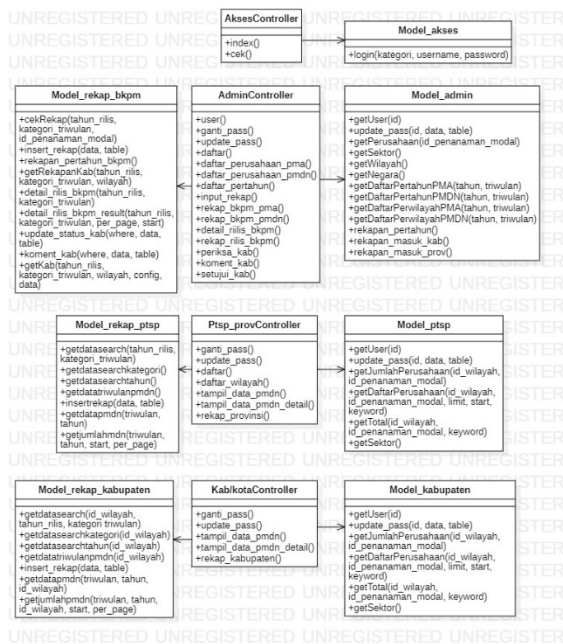 AksesController
+index()
+cek()
Model_akses
+login(kategori, username, password)
Model_rekap_bkpm
+cekRekap(tahun_rilis,
kategori_triwulan,
id_penanaman_modal)
+insert_rekap(data, table)
+rekapan_pertahun_bkpm()
+getRekapanKab(tahun_rilis,
kategori_triwulan, wilayah)
+detail_rilis_bkpm(tahun_rilis,
kategori_triwulan)
+detail_rilis_bkpm_result(tahun_rilis,
kategori_triwulan, per_page, start)
+update_status_kab(where, data,
table)
+koment_kab(where, data, table)
+getKab(tahun_rilis,
kategori_triwulan, wilayah, config,
data)
AdminController
+user()
+ganti_pass()
+update_pass()
+daftar()
+daftar_perusahaan_pma()
+daftar_perusahaan_pmdn()
+daftar_pertahun()
+input_rekap()
+rekap_bkpm_pma()
+rekap_bkpm_pmdn()
+detail_riilis_bkpm()
+rekap_rilis_bkpm()
+periksa_kab()
+koment_kab()
+setujui_kab()
Model_admin
+getUser(id)
+update_pass(id, data, table)
+getPerusahaan(id_penanaman_modal)
+getSektor()
+getWilayah()
+getNegara()
+getDaftarPertahunPMA(tahun, triwulan)
+getDaftarPertahunPMDN(tahun, triwulan)
+getDaftarPerwilayahPMA(tahun, triwulan)
+getDaftarPerwilayahPMDN(tahun, triwulan)
+rekapan_pertahun()
+rekapan_masuk_kab()
+rekapan_masuk_prov()
Model_rekap_ptsp
+getdatasearch(tahun_rilis,
kategori_triwulan)
+getdatasearchkategori()
+getdatasearchtahun()
+getdatatriwulanpmdn()
+insertrekap(data, table)
+getdatapmdn(triwulan,
tahun)
+getjumlahmdn(triwulan,
tahun, start, per_page)
Ptsp_provController
+ganti_pass()
+update_pass()
+daftar()
+daftar_wilayah()
+tampil_data_pmdn()
+tampil_data_pmdn_detail()
+rekap_provinsi()
Model_ptsp
+getUser(id)
+update_pass(id, data, table)
+getJumlahPerusahaan(id_wilayah,
id_penanaman_modal)
+getDaftarPerusahaan(id_wilayah,
id_penanaman_modal, limit, start,
keyword)
+getTotal(id_wilayah,
id_penanaman_modal, keyword)
+getSektor()
Model_rekap_kabupaten
+getdatasearch(id_wilayah,
tahun_rilis, kategori triwulan)
+getdatasearchkategori(id_wilayah)
+getdatasearchtahun(id_wilayah)
+getdatatriwulanpmdn(id_wilayah)
+insert_rekap(data, table)
+getdatapmdn(triwulan, tahun,
id_wilayah)
+getjumlahpmdn(triwulan, tahun,
id_wilayah, start, per_page)
Kab/kotaController
+ganti_pass()
+update_pass()
+tampil_data_pmdn()
+tampil_data_pmdn_detail()
+rekap_kabupaten()
Model_kabupaten
+getUser(id)
+update_pass(id, data, table)
+getJumlahPerusahaan(id_wilayah,
id_penanaman_modal)
+getDaftarPerusahaan(id_wilayah,
id_penanaman_modal, limit, start,
keyword)
+getTotal(id_wilayah,
id_penanaman_modal, keyword)
+getSektor()
UNREGISTERED